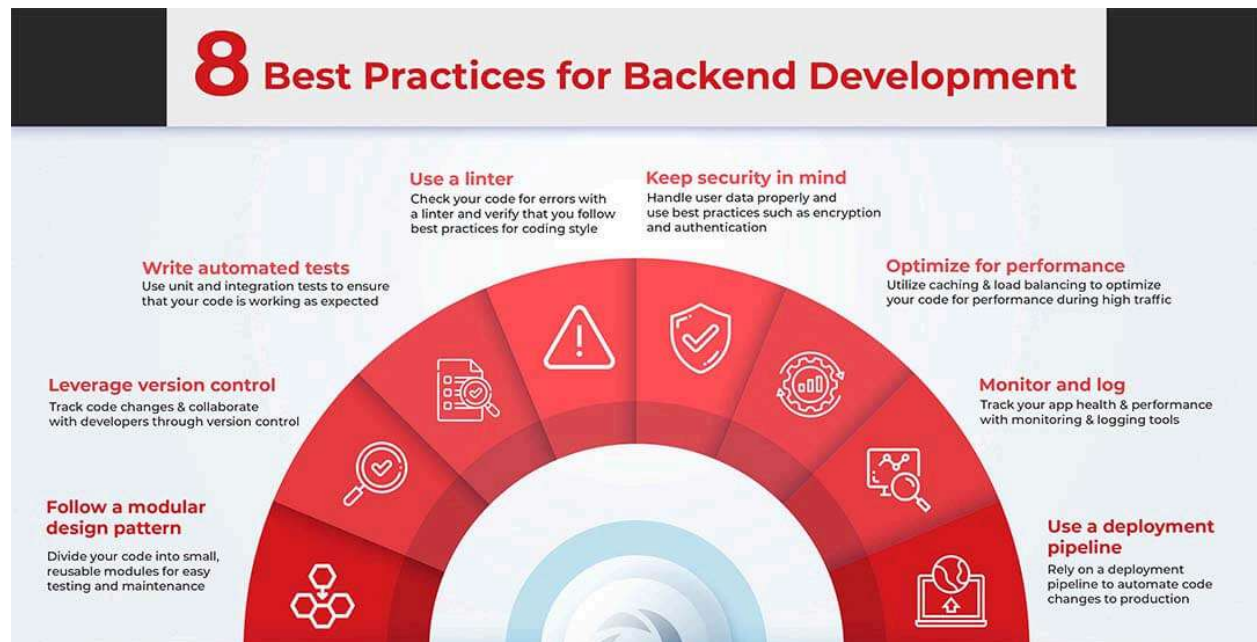 8 Best Practices for Backend Development
Follow a modular
design pattern
Divide your code into small,
reusable modules for easy
testing and maintenance
Leverage version control
Track code changes & collaborate
with developers through version control
Write automated tests
Use unit and integration tests to ensure
that your code is working as expected
Use a linter
Check your code for errors with
a linter and verify that you follow
best practices for coding style
Keep security in mind
Handle user data properly and
use best practices such as encryption
and authentication
Optimize for performance
Utilize caching & load balancing to optimize
your code for performance during high traffic
Monitor and log
Track your app health & performance
with monitoring & logging tools
Use a deployment
pipeline
Rely on a deployment
pipeline to automate code
changes to production